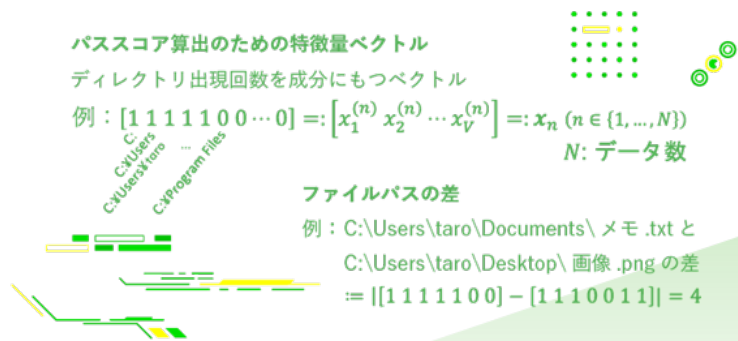 パススコア算出のための特徴量ベクトル
ディレクトリ出現回数を成分にもつベクトル
例：[1 1 1 1 1 0 0 ⋯ 0] =: [x_1^{(n)} x_2^{(n)} ⋯ x_V^{(n)}] =: x_n (n ∈ {1, ..., N})
C:
C:¥Users
C:¥Users¥taro
...
C:¥Program Files
N: データ数
ファイルパスの差
例：C:\Users\taro\Documents\ メモ .txt と
C:\Users\taro\Desktop\ 画像 .png の差
:= |[1 1 1 1 1 0 0] − [1 1 1 0 0 1 1]| = 4